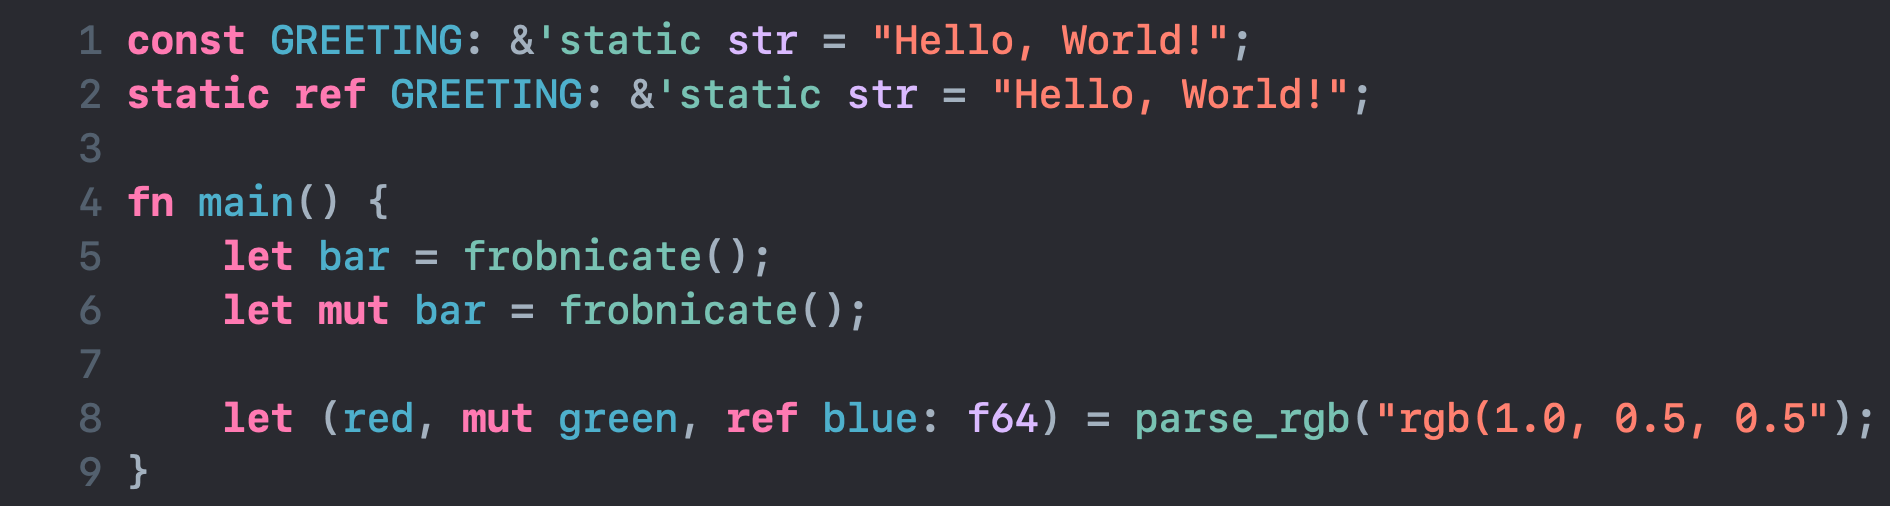 1 const GREETING: &'static str = "Hello, World!";
2 static ref GREETING: &'static str = "Hello, World!";
3
4 fn main() {
5     let bar = frobnicate();
6     let mut bar = frobnicate();
7
8     let (red, mut green, ref blue: f64) = parse_rgb("rgb(1.0, 0.5, 0.5");
9 }